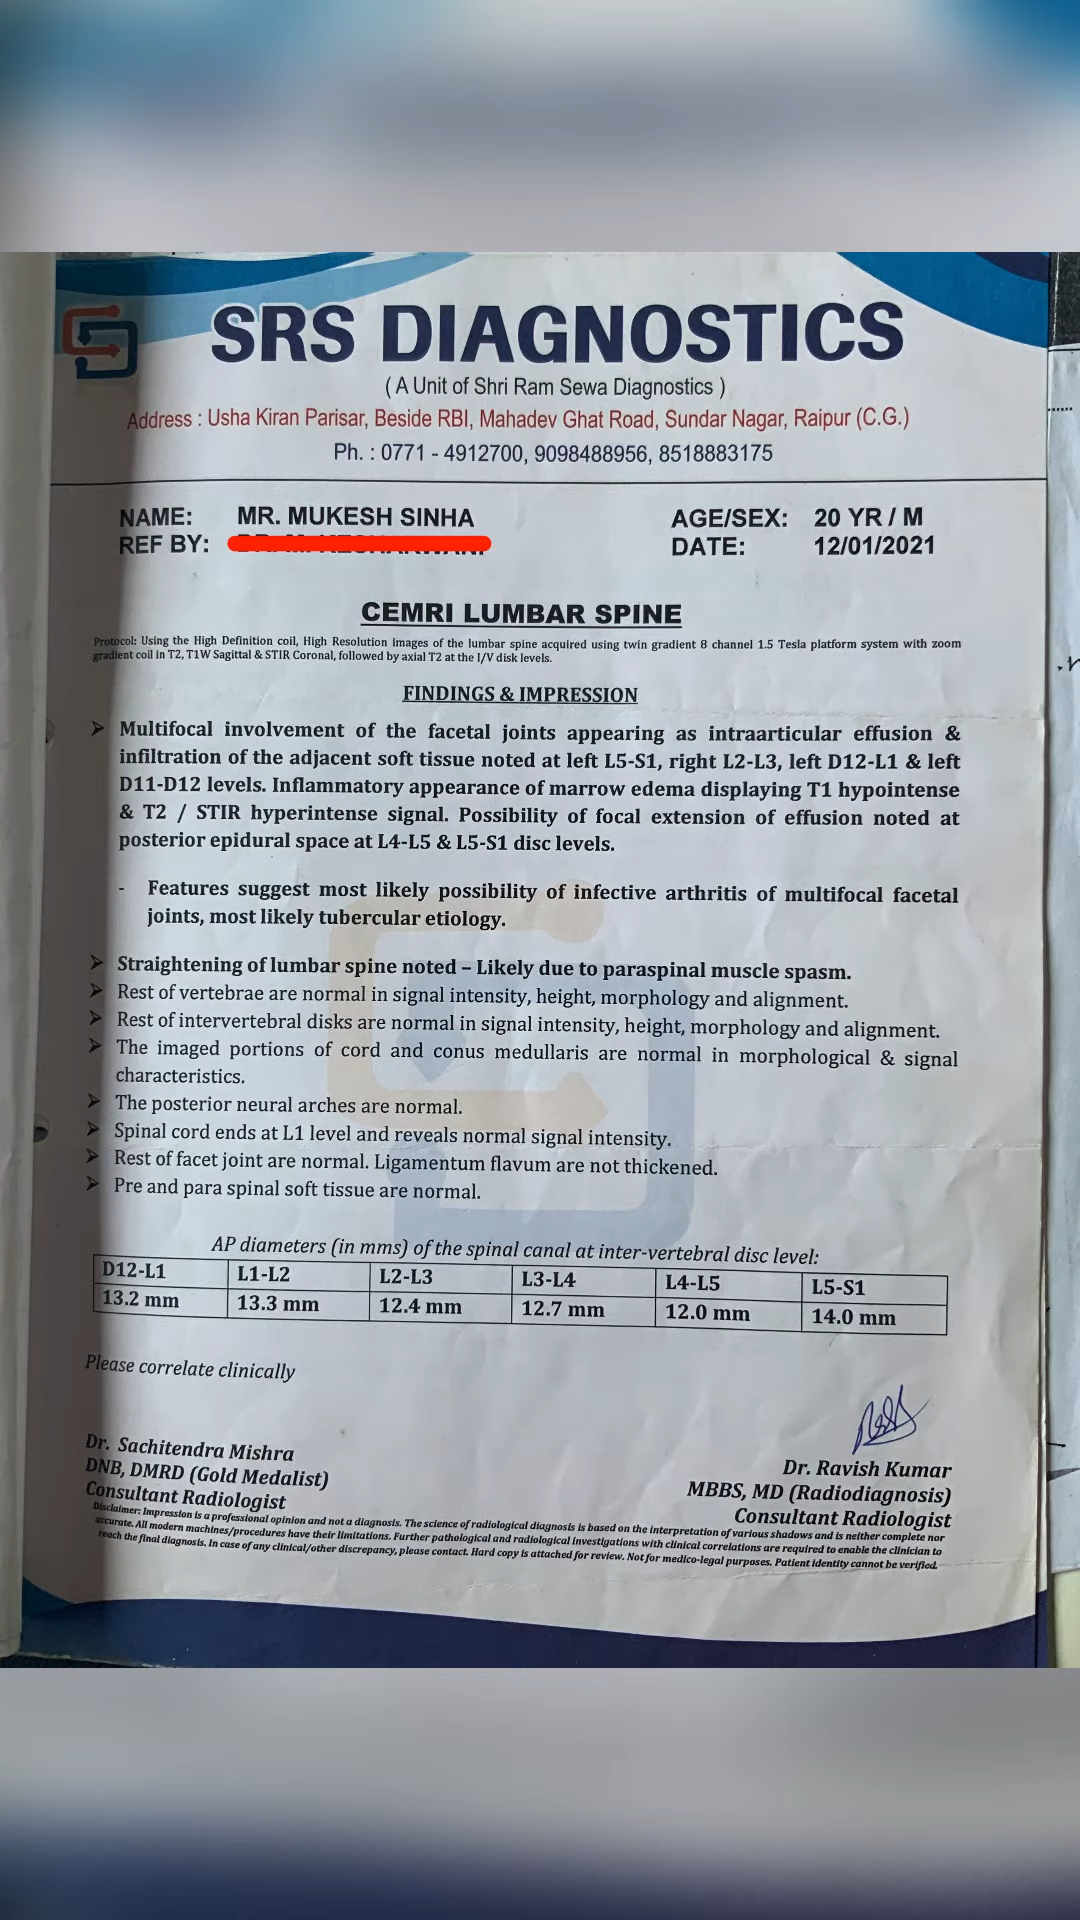 SRS DIAGNOSTICS
( A Unit of Shri Ram Sewa Diagnostics )
Address : Usha Kiran Parisar, Beside RBI, Mahadev Ghat Road, Sundar Nagar, Raipur (C.G.)
Ph. : 0771 - 4912700, 9098488956, 8518883175
NAME: MR. MUKESH SINHA AGE/SEX: 20 YR / M
REF BY: DATE: 12/01/2021
CEMRI LUMBAR SPINE
Protocol: Using the High Definition coil, High Resolution images of the lumbar spine acquired using twin gradient 8 channel 1.5 Tesla platform system with zoom
gradient coil in T2, T1W Sagittal & STIR Coronal, followed by axial T2 at the I/V disk levels.
FINDINGS & IMPRESSION
➤ Multifocal involvement of the facetal joints appearing as intraarticular effusion &
infiltration of the adjacent soft tissue noted at left L5-S1, right L2-L3, left D12-L1 & left
D11-D12 levels. Inflammatory appearance of marrow edema displaying T1 hypointense
& T2 / STIR hyperintense signal. Possibility of focal extension of effusion noted at
posterior epidural space at L4-L5 & L5-S1 disc levels.
- Features suggest most likely possibility of infective arthritis of multifocal facetal
joints, most likely tubercular etiology.
➤ Straightening of lumbar spine noted – Likely due to paraspinal muscle spasm.
➤ Rest of vertebrae are normal in signal intensity, height, morphology and alignment.
➤ Rest of intervertebral disks are normal in signal intensity, height, morphology and alignment.
➤ The imaged portions of cord and conus medullaris are normal in morphological & signal
characteristics.
➤ The posterior neural arches are normal.
➤ Spinal cord ends at L1 level and reveals normal signal intensity.
➤ Rest of facet joint are normal. Ligamentum flavum are not thickened.
➤ Pre and para spinal soft tissue are normal.
AP diameters (in mms) of the spinal canal at inter-vertebral disc level:
D12-L1 L1-L2 L2-L3 L3-L4 L4-L5 L5-S1
13.2 mm 13.3 mm 12.4 mm 12.7 mm 12.0 mm 14.0 mm
Please correlate clinically
Dr. Sachitendra Mishra
DNB, DMRD (Gold Medalist)
Consultant Radiologist
Dr. Ravish Kumar
MBBS, MD (Radiodiagnosis)
Consultant Radiologist
Disclaimer: Impression is a professional opinion and not a diagnosis. The science of radiological diagnosis is based on the interpretation of various shadows and is neither complete nor
accurate. All modern machines/procedures have their limitations. Further pathological and radiological investigations with clinical correlations are required to enable the clinician to
reach the final diagnosis. In case of any clinical/other discrepancy, please contact. Hard copy is attached for review. Not for medico-legal purposes. Patient identity cannot be verified.